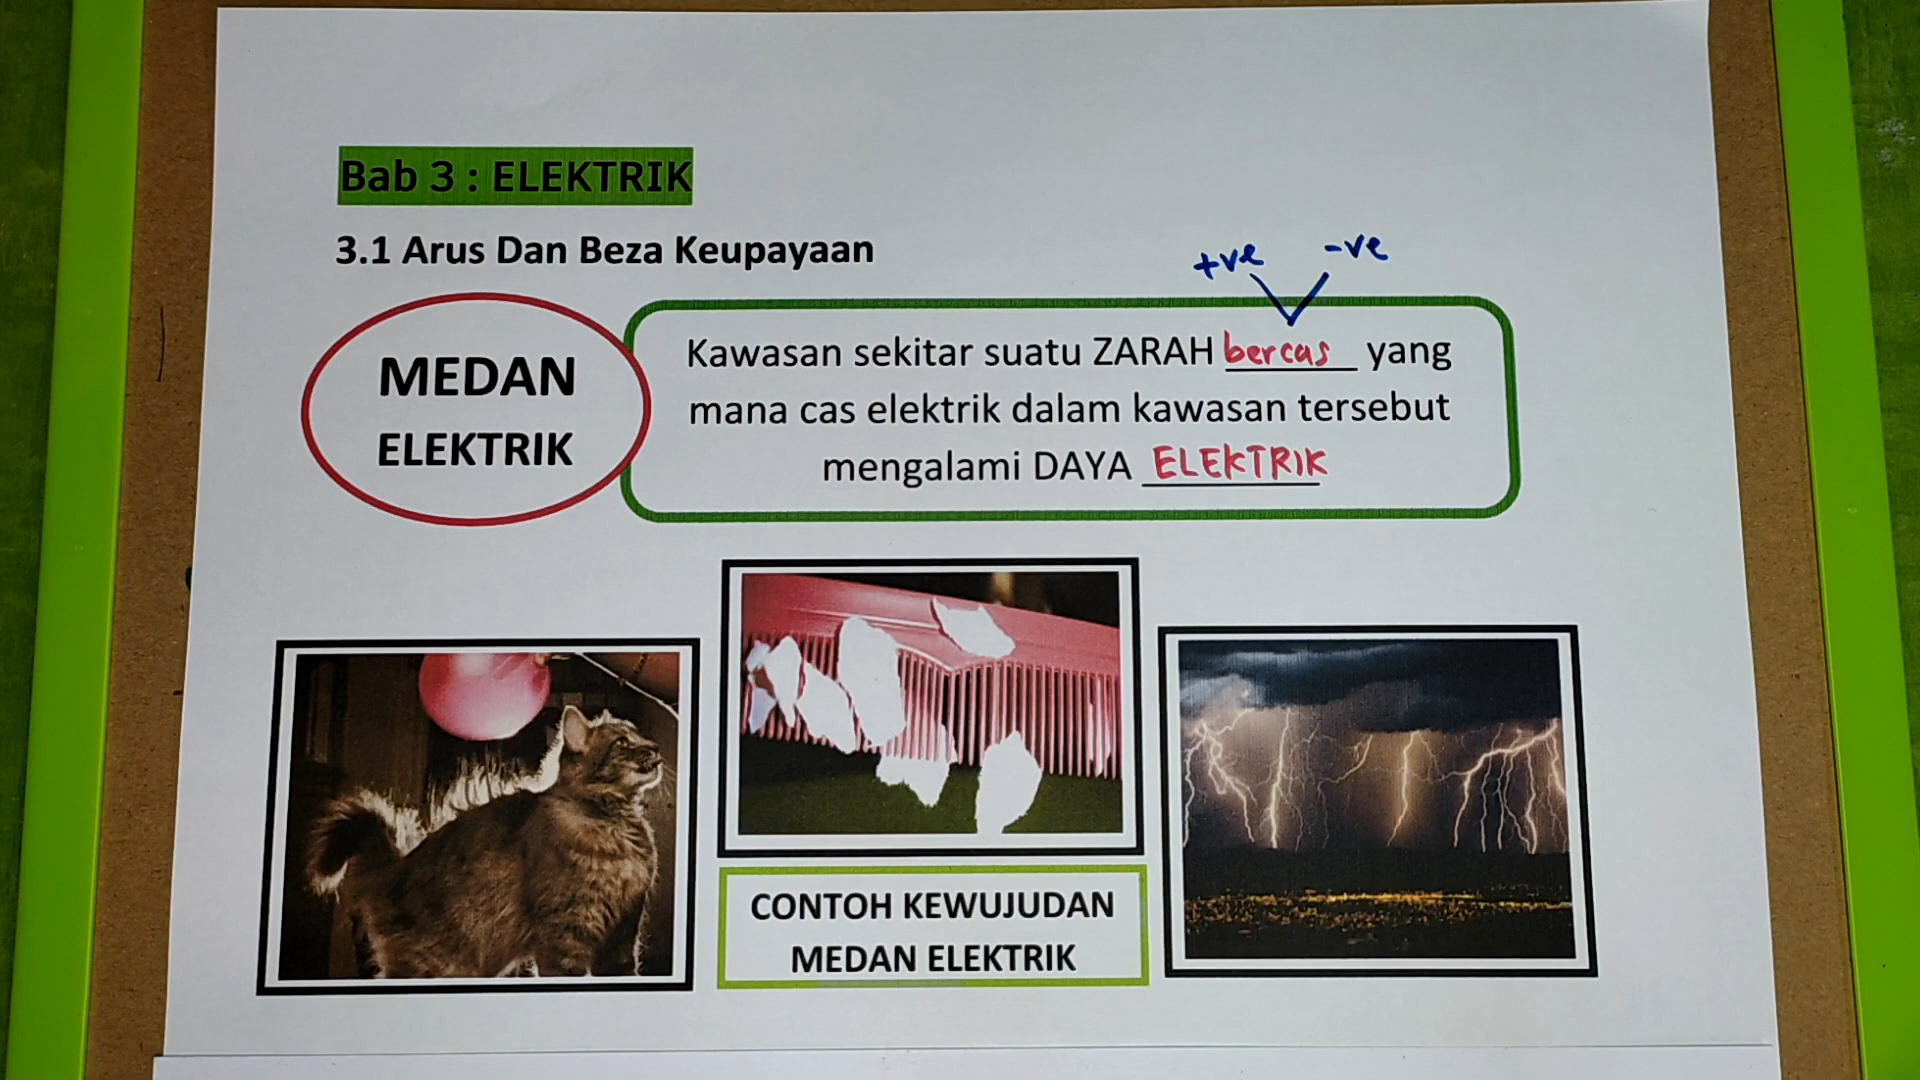 Bab 3 : ELEKTRIK
3.1 Arus Dan Beza Keupayaan
+ve -ve
MEDAN
ELEKTRIK
Kawasan sekitar suatu ZARAH bercas yang
mana cas elektrik dalam kawasan tersebut
mengalami DAYA ELEKTRIK
CONTOH KEWUJUDAN
MEDAN ELEKTRIK